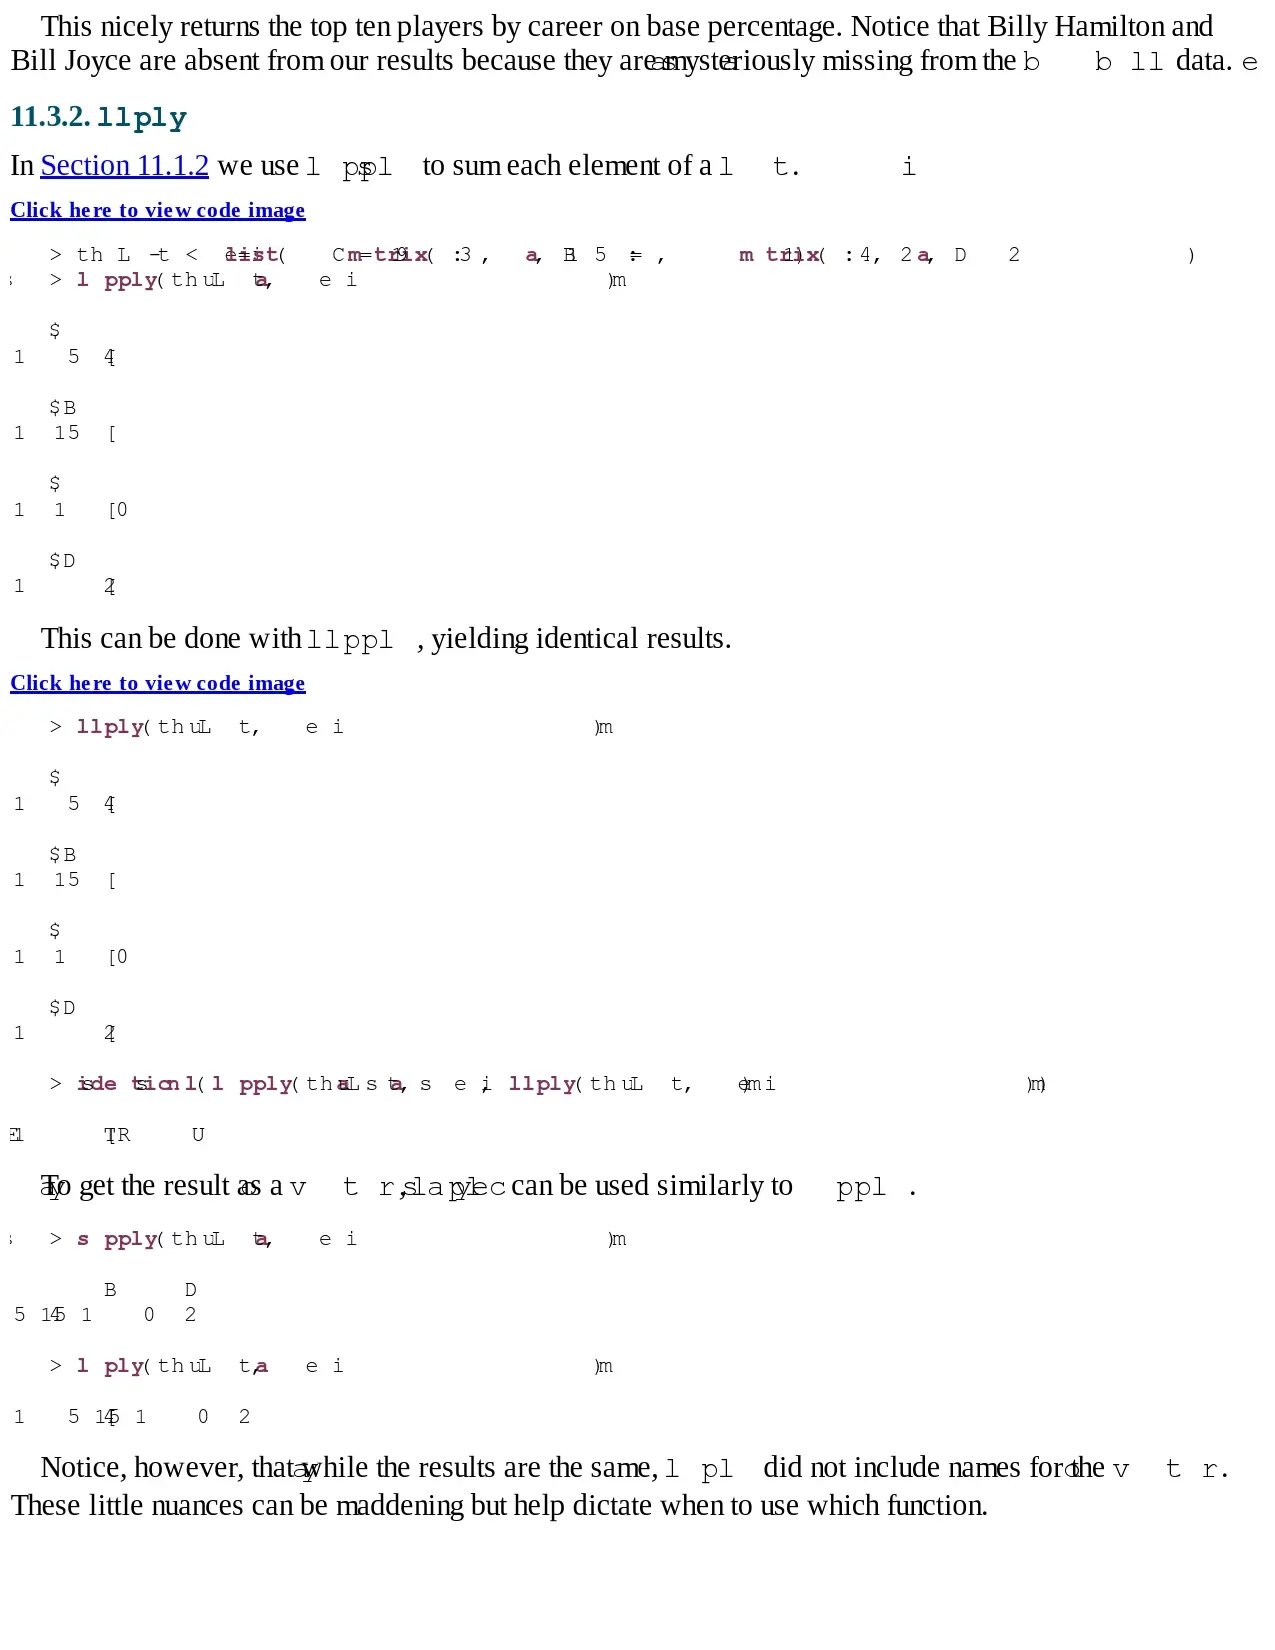 This nicely returns the top ten players by career on base percentage. Notice that Billy Hamilton and
Bill Joyce are absent from our results because they are mysteriously missing from the b b ll data. e
11.3.2. llply
In Section 11.1.2 we use l ppl to sum each element of a l t. i
Click here to view code image
> th L -t < list( C= m trix( : 3 , a, B 5 = , m trix( : 4, 2 a, D 2 )
> l pply( thuL t, a e i )m
$
1 5 4[
$B
1 15 [
$
1 1 [0
$D
1 2[
This can be done with llppl , yielding identical results.
Click here to view code image
> llply( thuL t, e i )m
$
1 5 4[
$B
1 15 [
$
1 1 [0
$D
1 2[
> ide tic l( l pply( thuL s t, a s e i, llply( thuL t, e mi )m)
E1 [TR U
To get the result as a v t r, can be used similarly to ppl .
> s pply( thuL t, a e i )m
B D
5 15 1 0 2
> l ply( thuL t, a e i )m
1 5 15 1 0 2
Notice, however, that while the results are the same, l pl did not include names for the v t r.
These little nuances can be maddening but help dictate when to use which function.